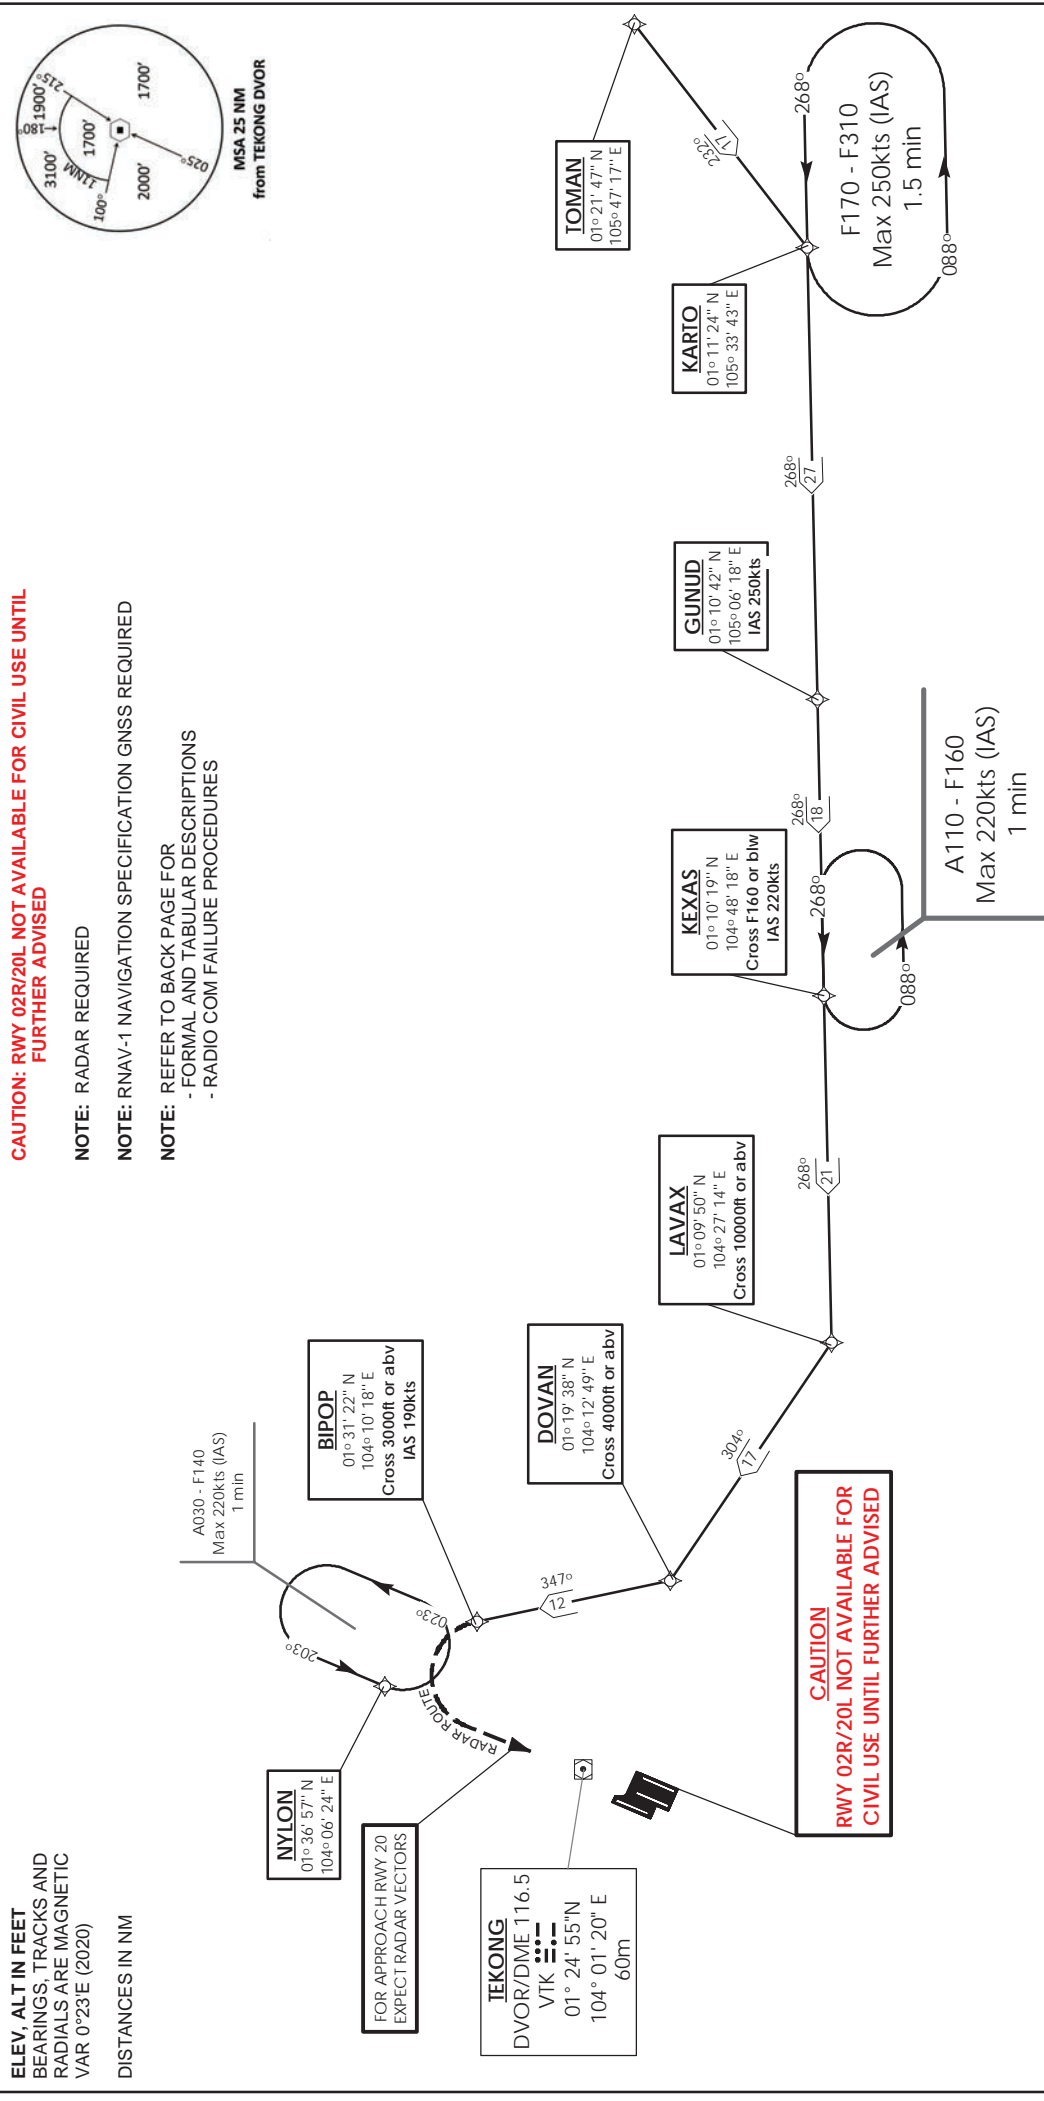 ELEV, ALT IN FEET
BEARINGS, TRACKS AND
RADIALS ARE MAGNETIC
VAR 0°23'E (2020)
DISTANCES IN NM
CAUTION: RWY 02R/20L NOT AVAILABLE FOR CIVIL USE UNTIL
FURTHER ADVISED
NOTE: RADAR REQUIRED
NOTE: RNAV-1 NAVIGATION SPECIFICATION GNSS REQUIRED
NOTE: REFER TO BACK PAGE FOR
- FORMAL AND TABULAR DESCRIPTIONS
- RADIO COM FAILURE PROCEDURES
215°
1900'
180°
3100'
1700'
1700'
11NM
100°
2000'
025°
MSA 25 NM
from TEKONG DVOR
A030 - F140
Max 220kts (IAS)
1 min
203°
023°
NYLON
01° 36' 57" N
104° 06' 24" E
BIPOP
01° 31' 22" N
104° 10' 18" E
Cross 3000ft or abv
IAS 190kts
FOR APPROACH RWY 20
EXPECT RADAR VECTORS
RADAR ROUTE
TEKONG
DVOR/DME 116.5
VTK
01° 24' 55"N
104° 01' 20" E
60m
347°
12
DOVAN
01° 19' 38" N
104° 12' 49" E
Cross 4000ft or abv
304°
17
LAVAX
01° 09' 50" N
104° 27' 14" E
Cross 10000ft or abv
268°
21
KEXAS
01° 10' 19" N
104° 48' 18" E
Cross F160 or blw
IAS 220kts
268°
088°
A110 - F160
Max 220kts (IAS)
1 min
268°
18
GUNUD
01° 10' 42" N
105° 06' 18" E
IAS 250kts
268°
27
KARTO
01° 11' 24" N
105° 33' 43" E
TOMAN
01° 21' 47" N
105° 47' 17" E
232°
17
268°
F170 - F310
Max 250kts (IAS)
1.5 min
088°
CAUTION
RWY 02R/20L NOT AVAILABLE FOR
CIVIL USE UNTIL FURTHER ADVISED